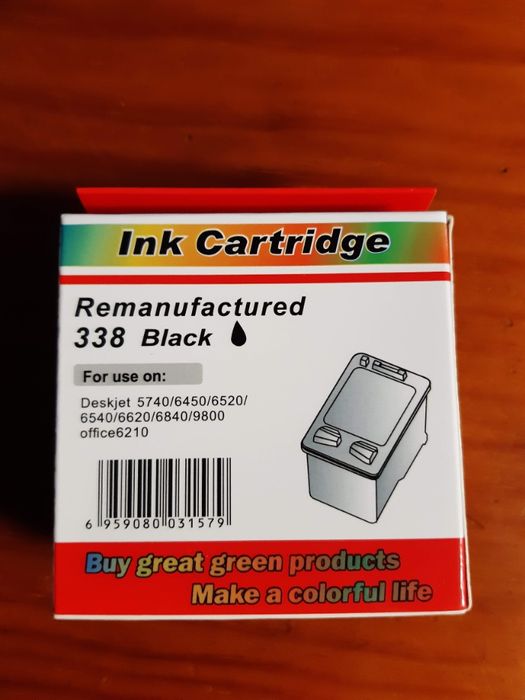 Ink Cartridge
Remanufactured
338 Black
For use on:
Deskjet 5740/6450/6520/
6540/6620/6840/9800
office6210
6 959080 031579
Buy great green products
Make a colorful life